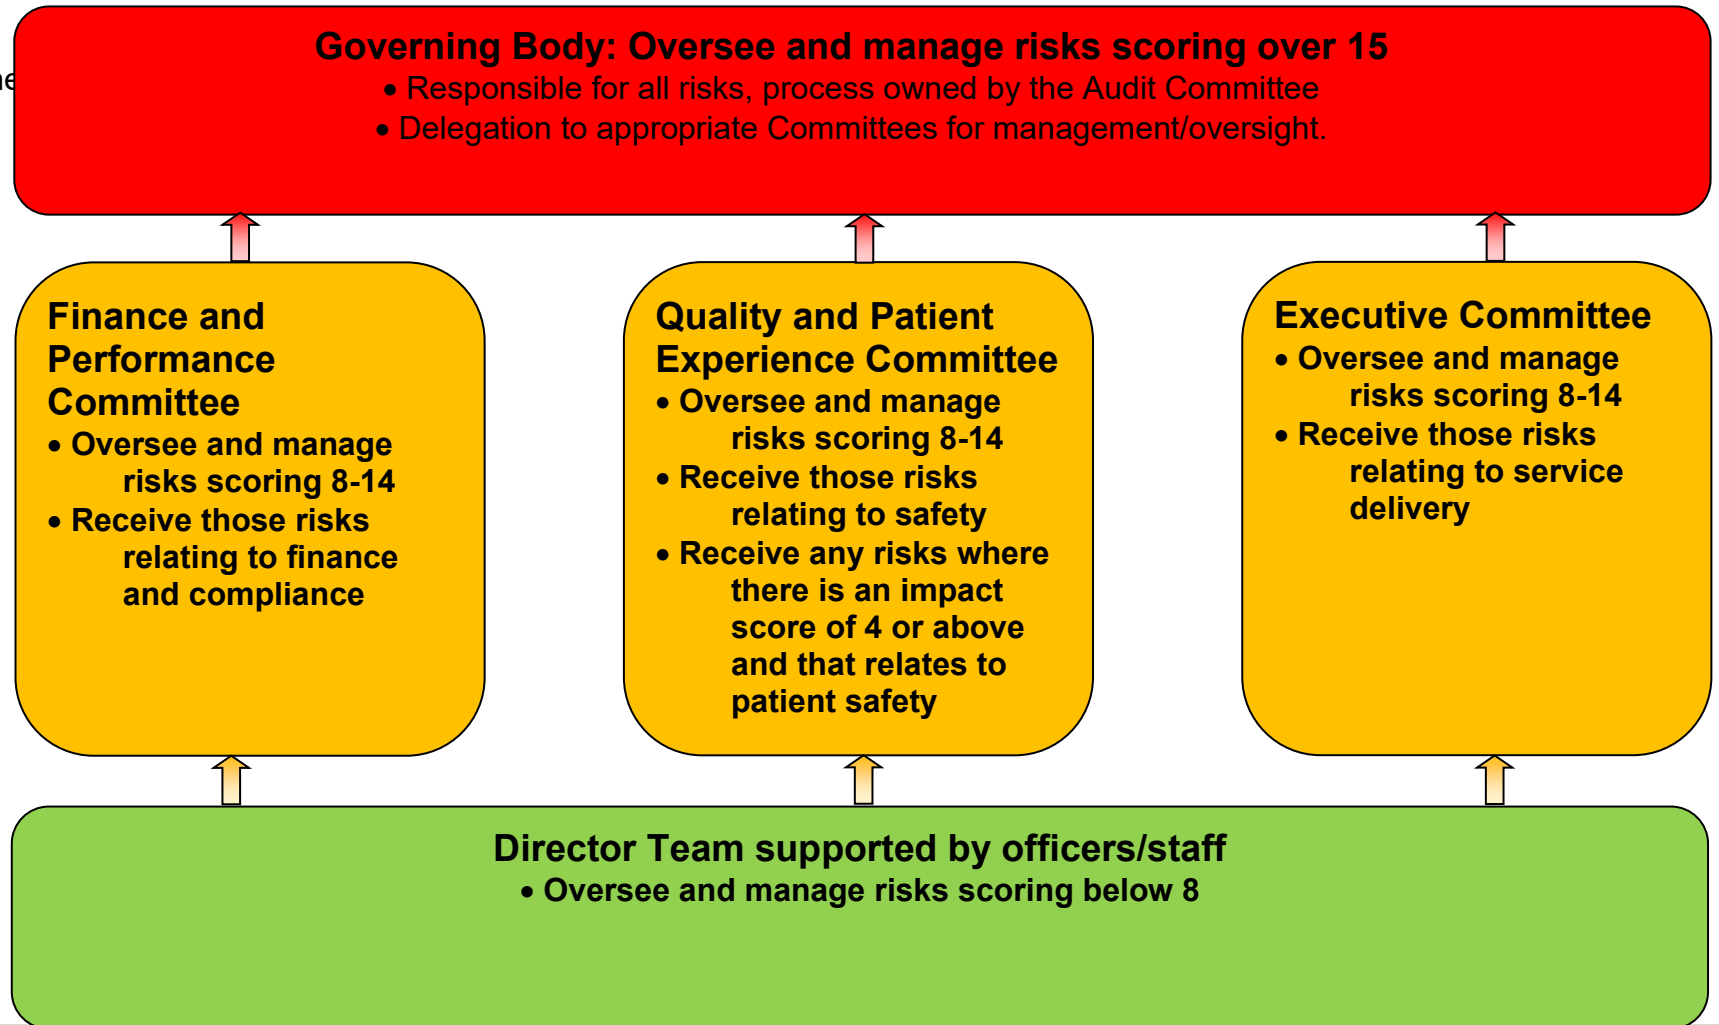 Governing Body: Oversee and manage risks scoring over 15
• Responsible for all risks, process owned by the Audit Committee
• Delegation to appropriate Committees for management/oversight.
Finance and
Performance
Committee
• Oversee and manage
risks scoring 8-14
• Receive those risks
relating to finance
and compliance
Quality and Patient
Experience Committee
• Oversee and manage
risks scoring 8-14
• Receive those risks
relating to safety
• Receive any risks where
there is an impact
score of 4 or above
and that relates to
patient safety
Executive Committee
• Oversee and manage
risks scoring 8-14
• Receive those risks
relating to service
delivery
Director Team supported by officers/staff
• Oversee and manage risks scoring below 8